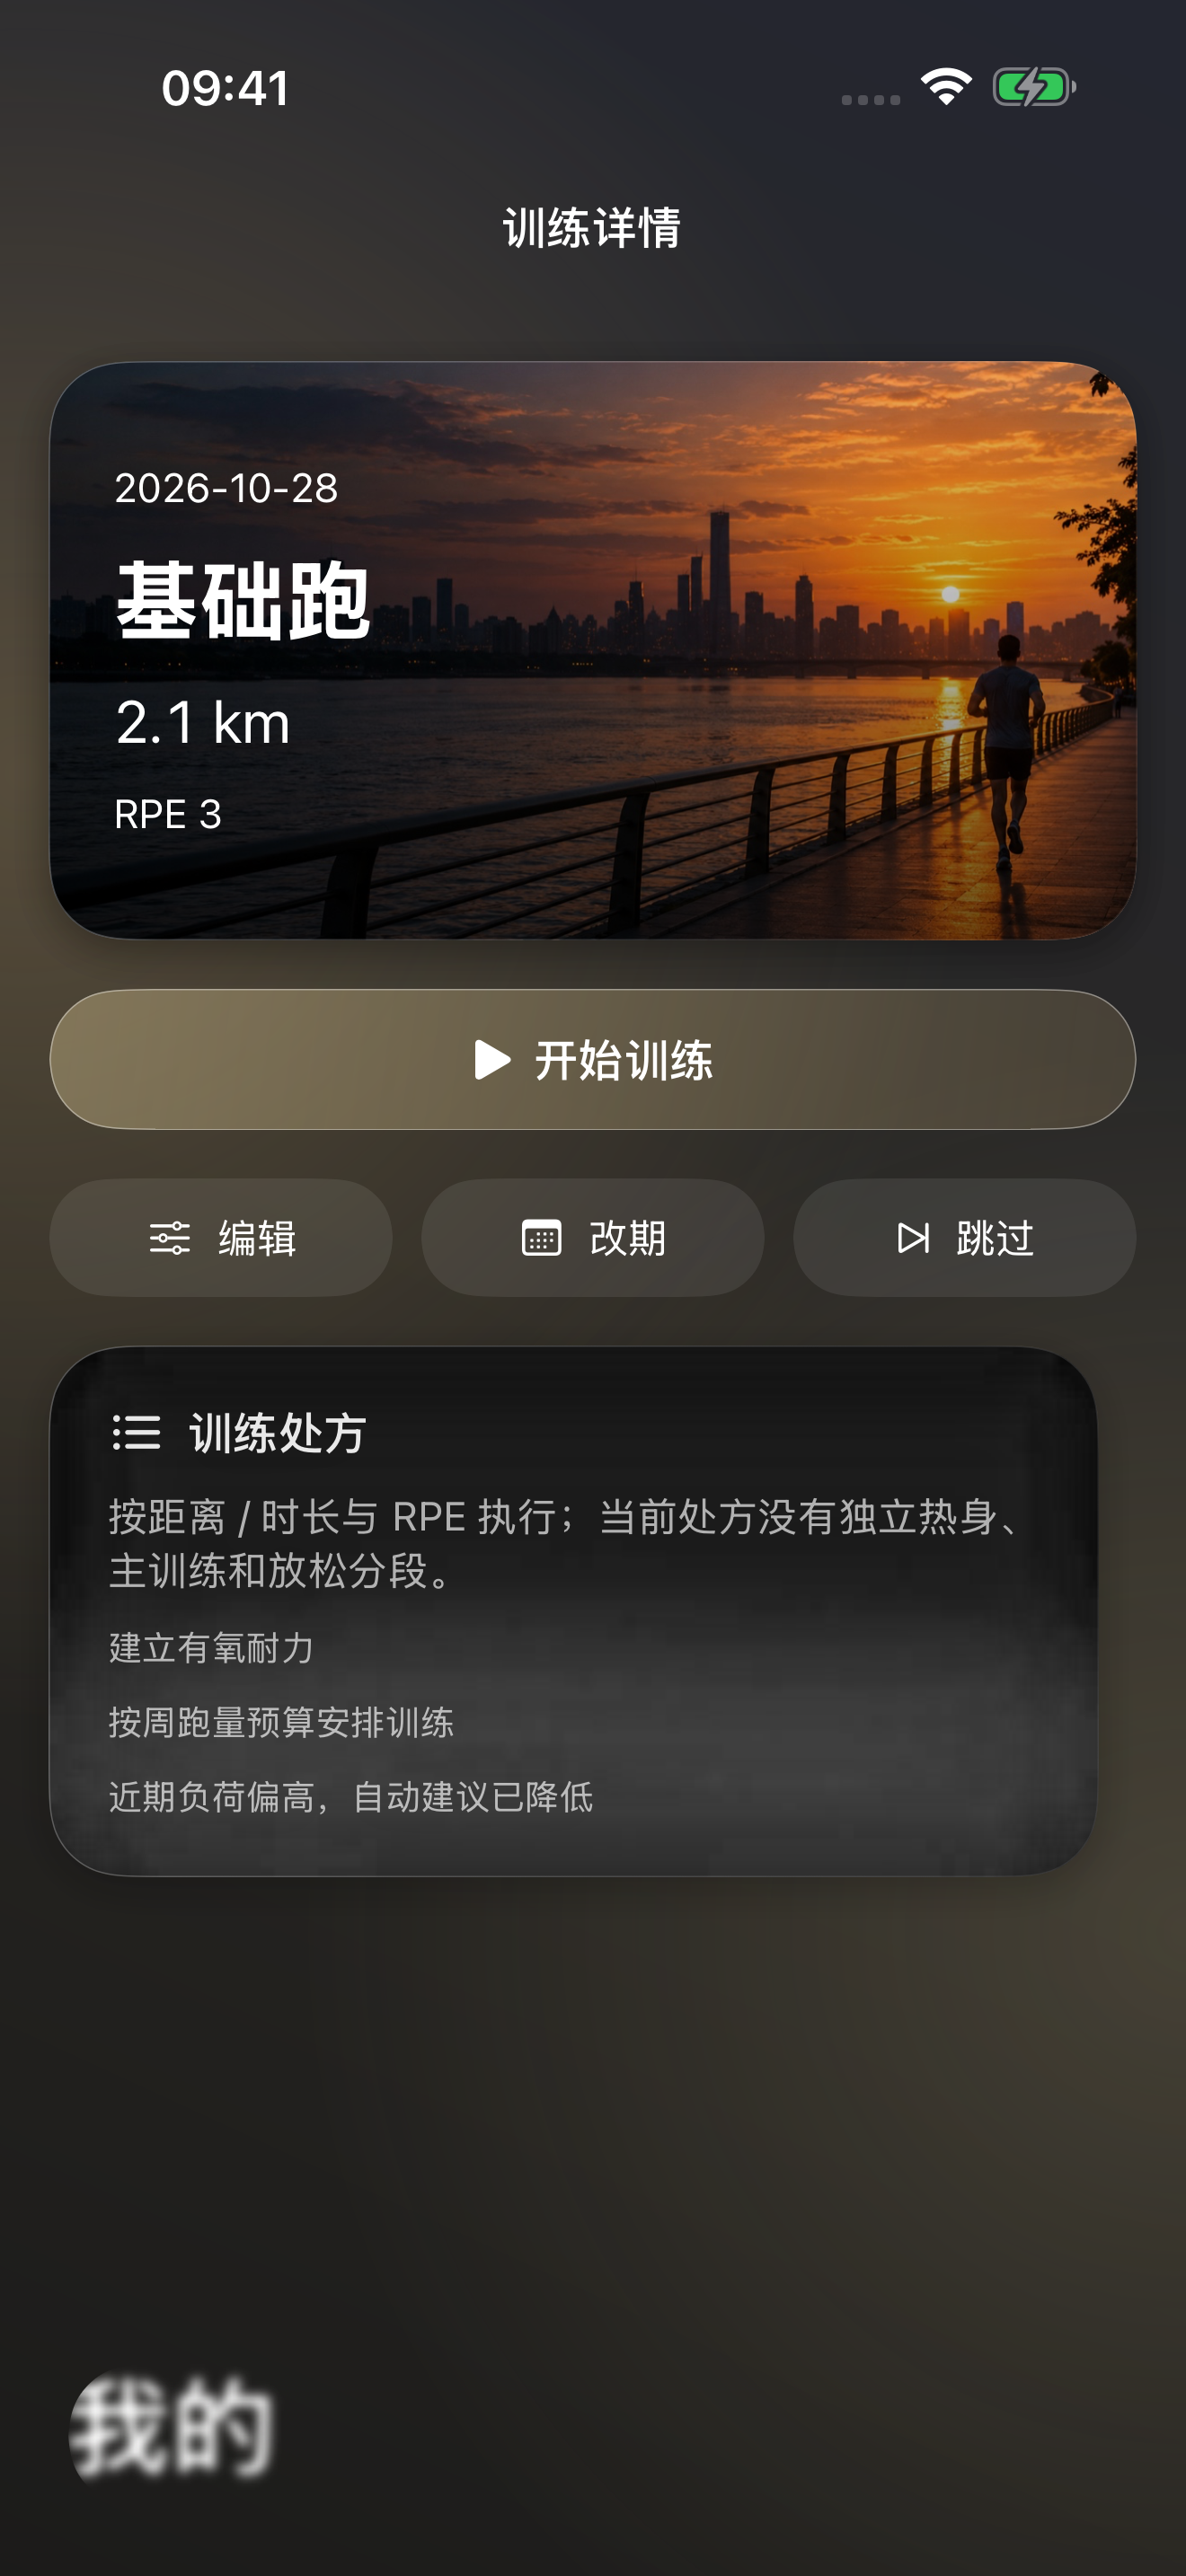 09:41
训练详情
2026-10-28
基础跑
2.1 km
RPE 3
开始训练
编辑
改期
跳过
训练处方
按距离 / 时长与 RPE 执行；当前处方没有独立热身、
主训练和放松分段。
建立有氧耐力
按周跑量预算安排训练
近期负荷偏高，自动建议已降低
我的